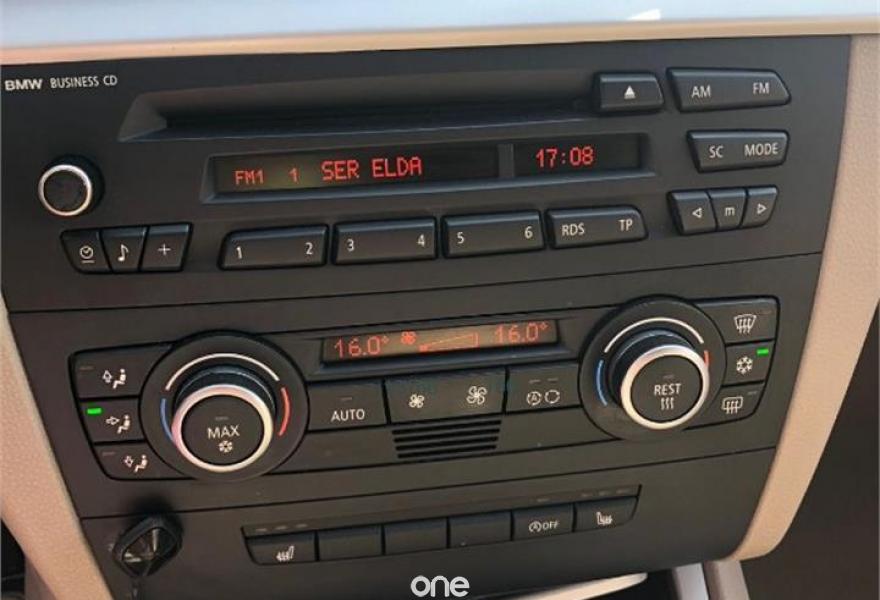 BMW BUSINESS CD
AM FM
FM1 1 SER ELDA 17:08
SC MODE
m
1 2 3 4 5 6 RDS TP
16.0° 16.0°
MAX
AUTO
A
REST
A OFF
one